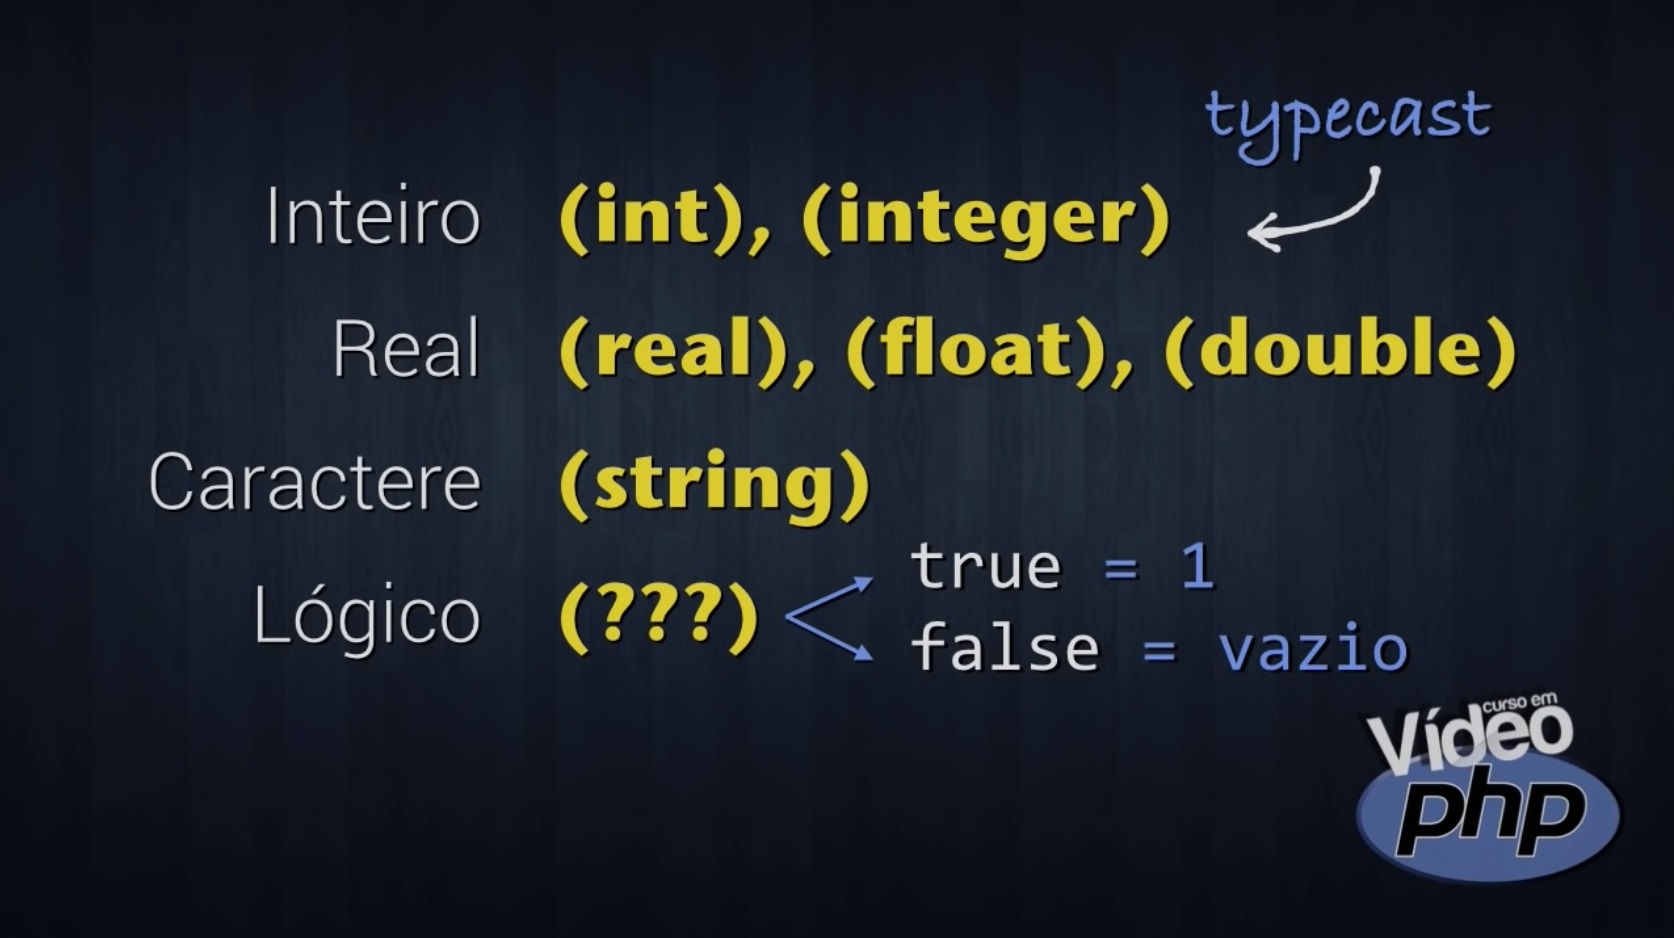 typecast
Inteiro (int), (integer)
Real (real), (float), (double)
Caractere (string)
Lógico (???)
true = 1
false = vazio
curso em
Vídeo
php